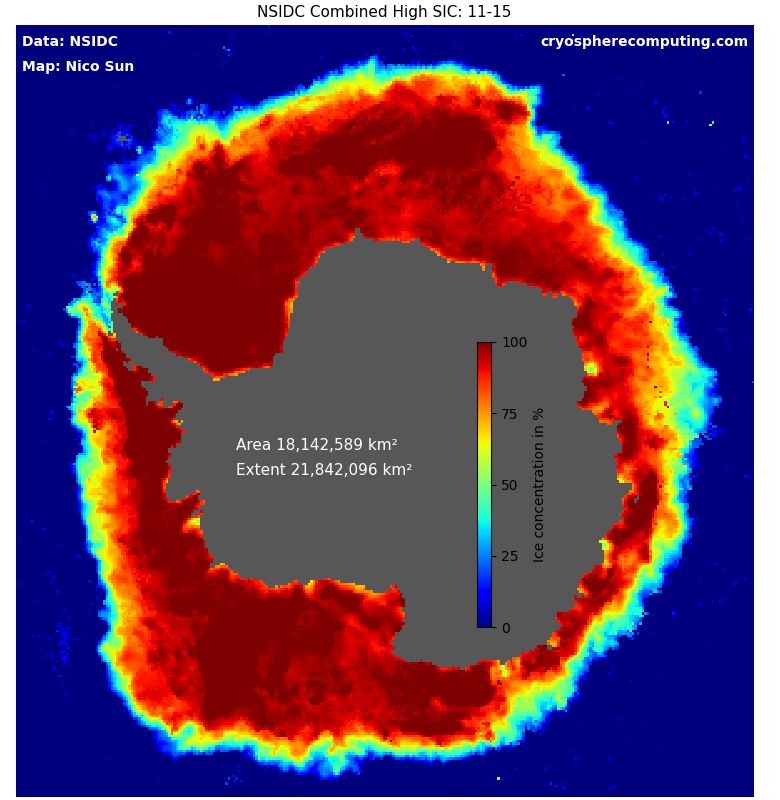 NSIDC Combined High SIC: 11-15
Data: NSIDC
cryospherecomputing.com
Map: Nico Sun
100
75
50
25
0
Ice concentration in %
Area 18,142,589 km²
Extent 21,842,096 km²